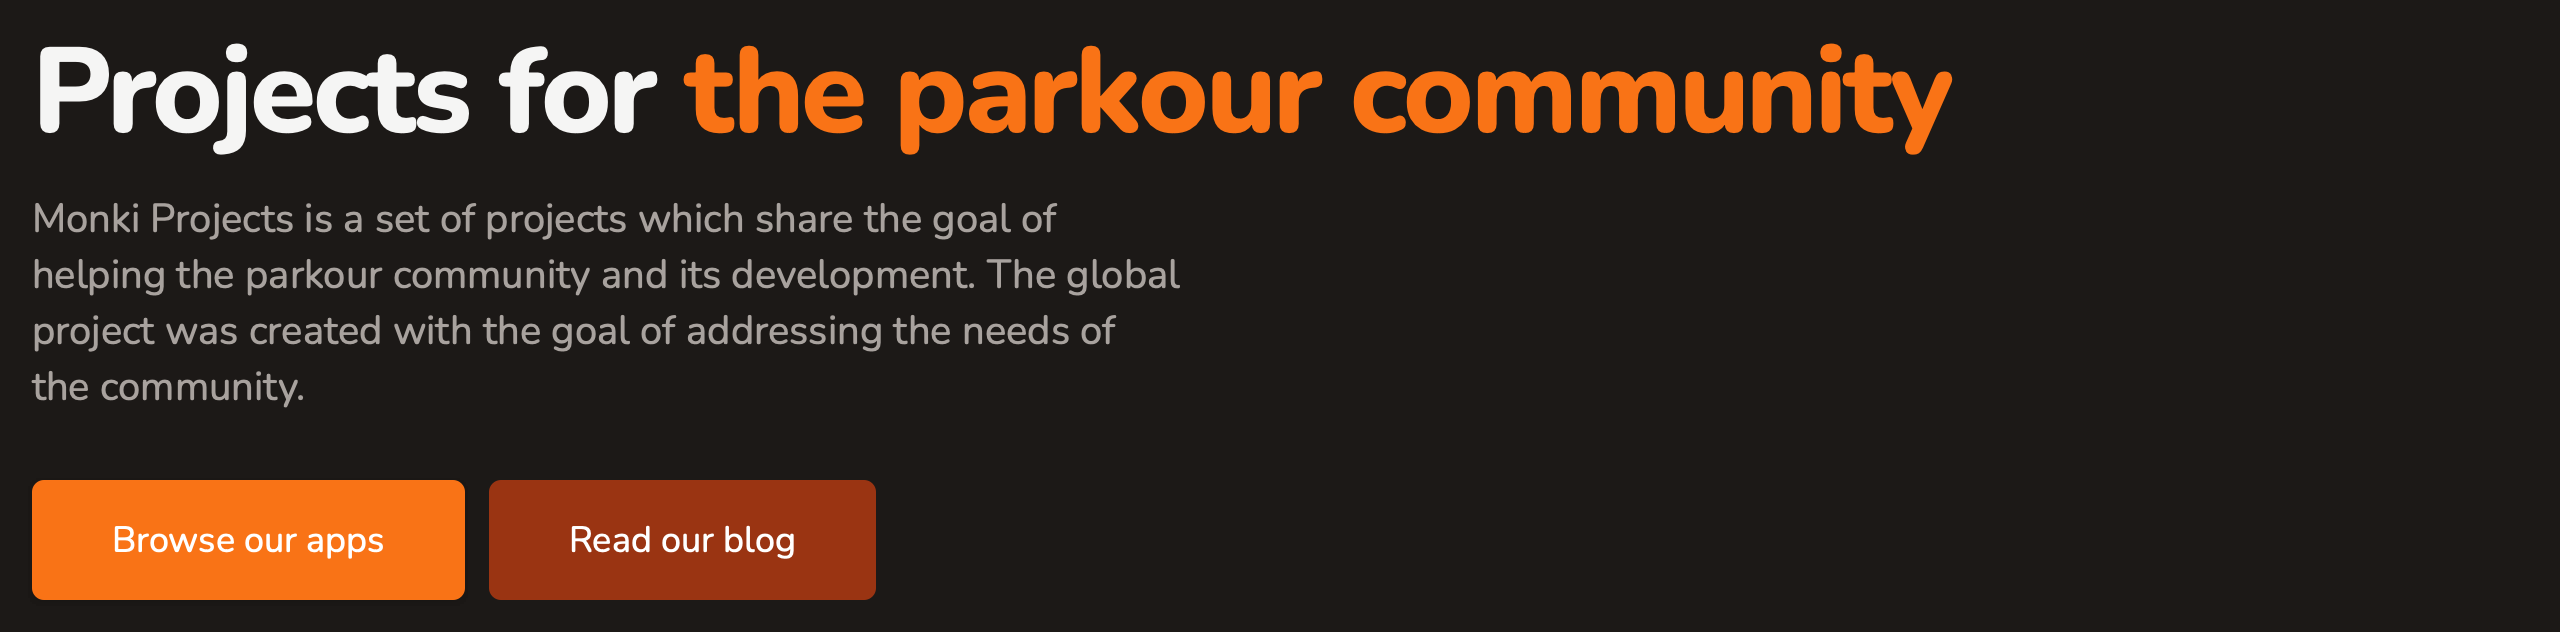 Projects for the parkour community
Monki Projects is a set of projects which share the goal of
helping the parkour community and its development. The global
project was created with the goal of addressing the needs of
the community.
Browse our apps
Read our blog